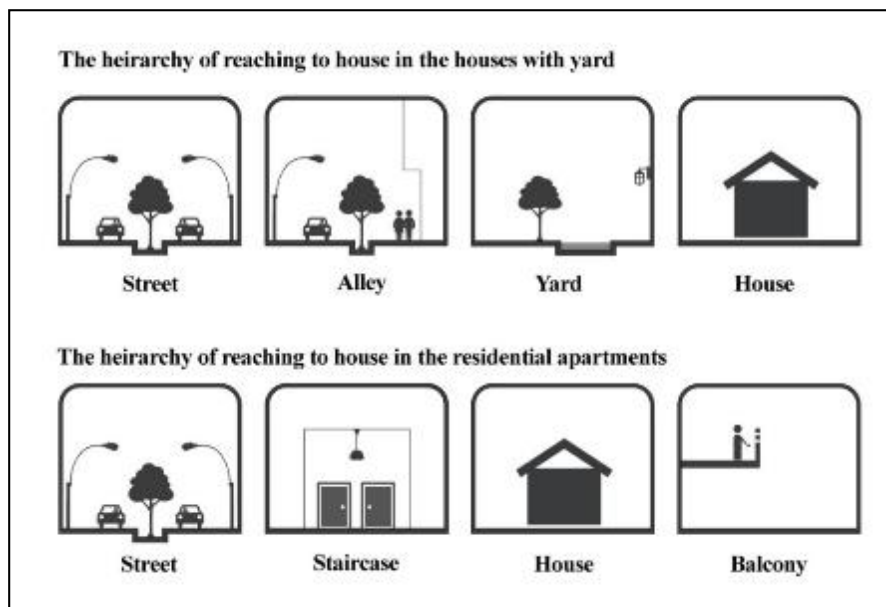 The heirarchy of reaching to house in the houses with yard
Street Alley Yard House
The heirarchy of reaching to house in the residential apartments
Street Staircase House Balcony